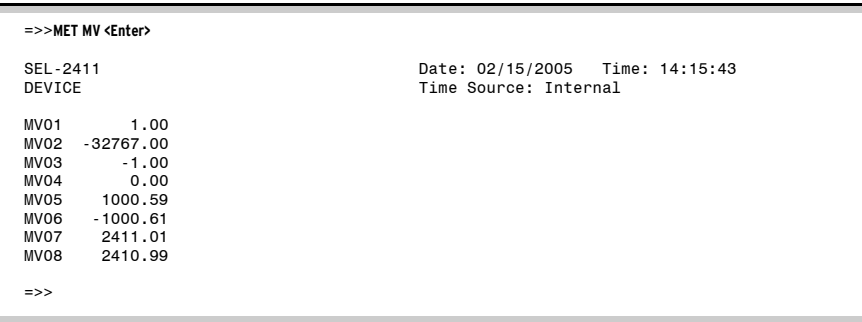 =>>MET MV <Enter>
SEL-2411 Date: 02/15/2005 Time: 14:15:43
DEVICE Time Source: Internal
MV01 1.00
MV02 -32767.00
MV03 -1.00
MV04 0.00
MV05 1000.59
MV06 -1000.61
MV07 2411.01
MV08 2410.99
=>>